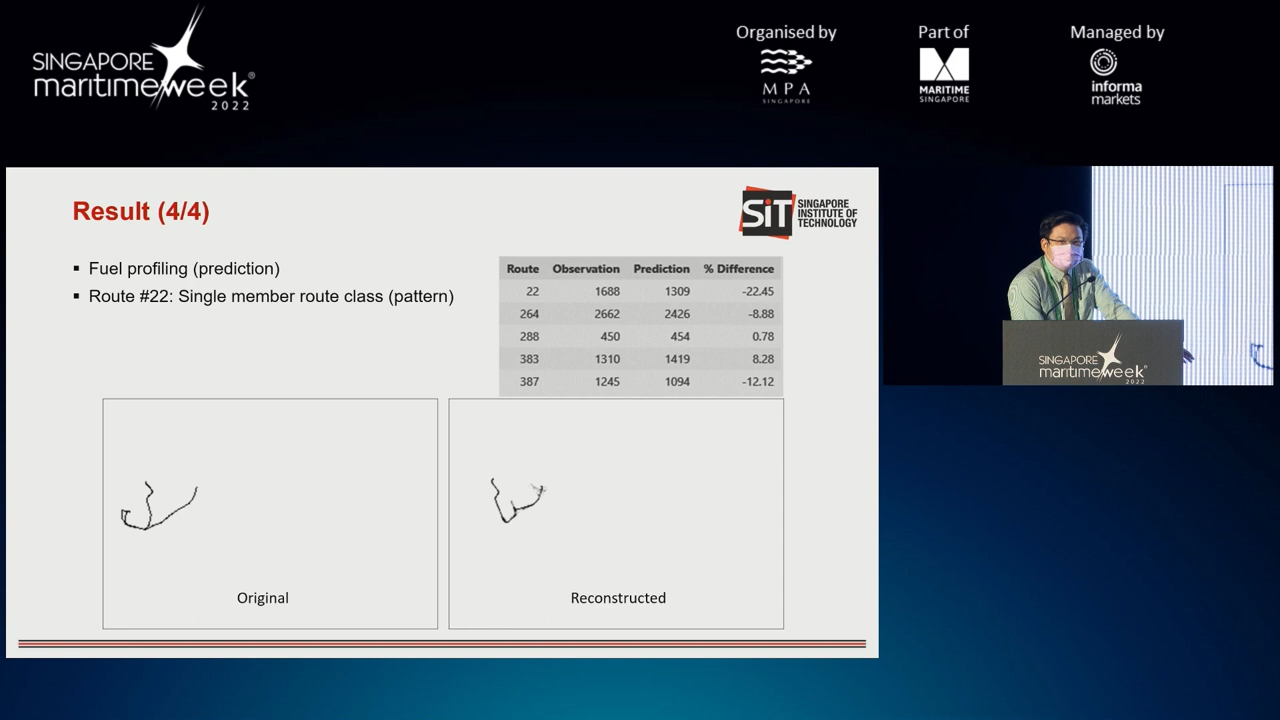 SINGAPORE
maritimeweek®
2022
Organised by
MPA
SINGAPORE
Part of
MARITIME
SINGAPORE
Managed by
informa
markets
Result (4/4)
SiT SINGAPORE
INSTITUTE OF
TECHNOLOGY
▪ Fuel profiling (prediction)
▪ Route #22: Single member route class (pattern)
Route Observation Prediction % Difference
22 1688 1309 -22.45
264 2662 2426 -8.88
288 450 454 0.78
383 1310 1419 8.28
387 1245 1094 -12.12
Original
Reconstructed
SINGAPORE
maritimeweek®
2022